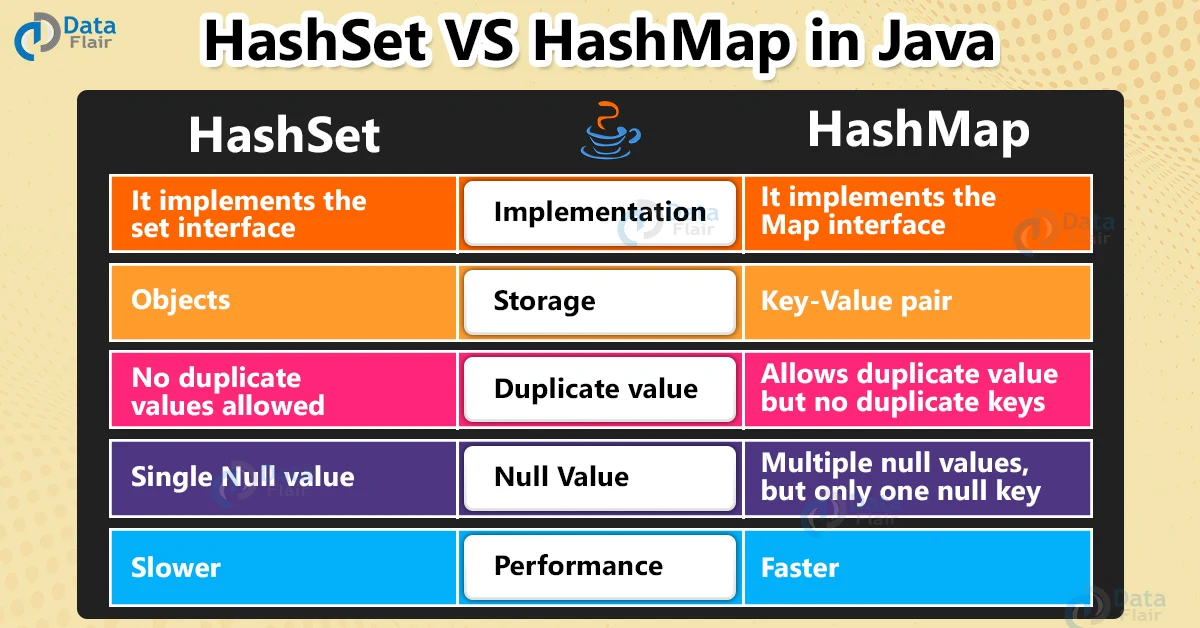 Data
Flair
HashSet VS HashMap in Java
HashSet
HashMap
It implements the
set interface
Implementation
It implements the
Map interface
Objects
Storage
Key-Value pair
No duplicate
values allowed
Duplicate value
Allows duplicate value
but no duplicate keys
Single Null value
Null Value
Multiple null values,
but only one null key
Slower
Performance
Faster
Data
Flair
Data
Flair
Flair
Flair
Data
Flair